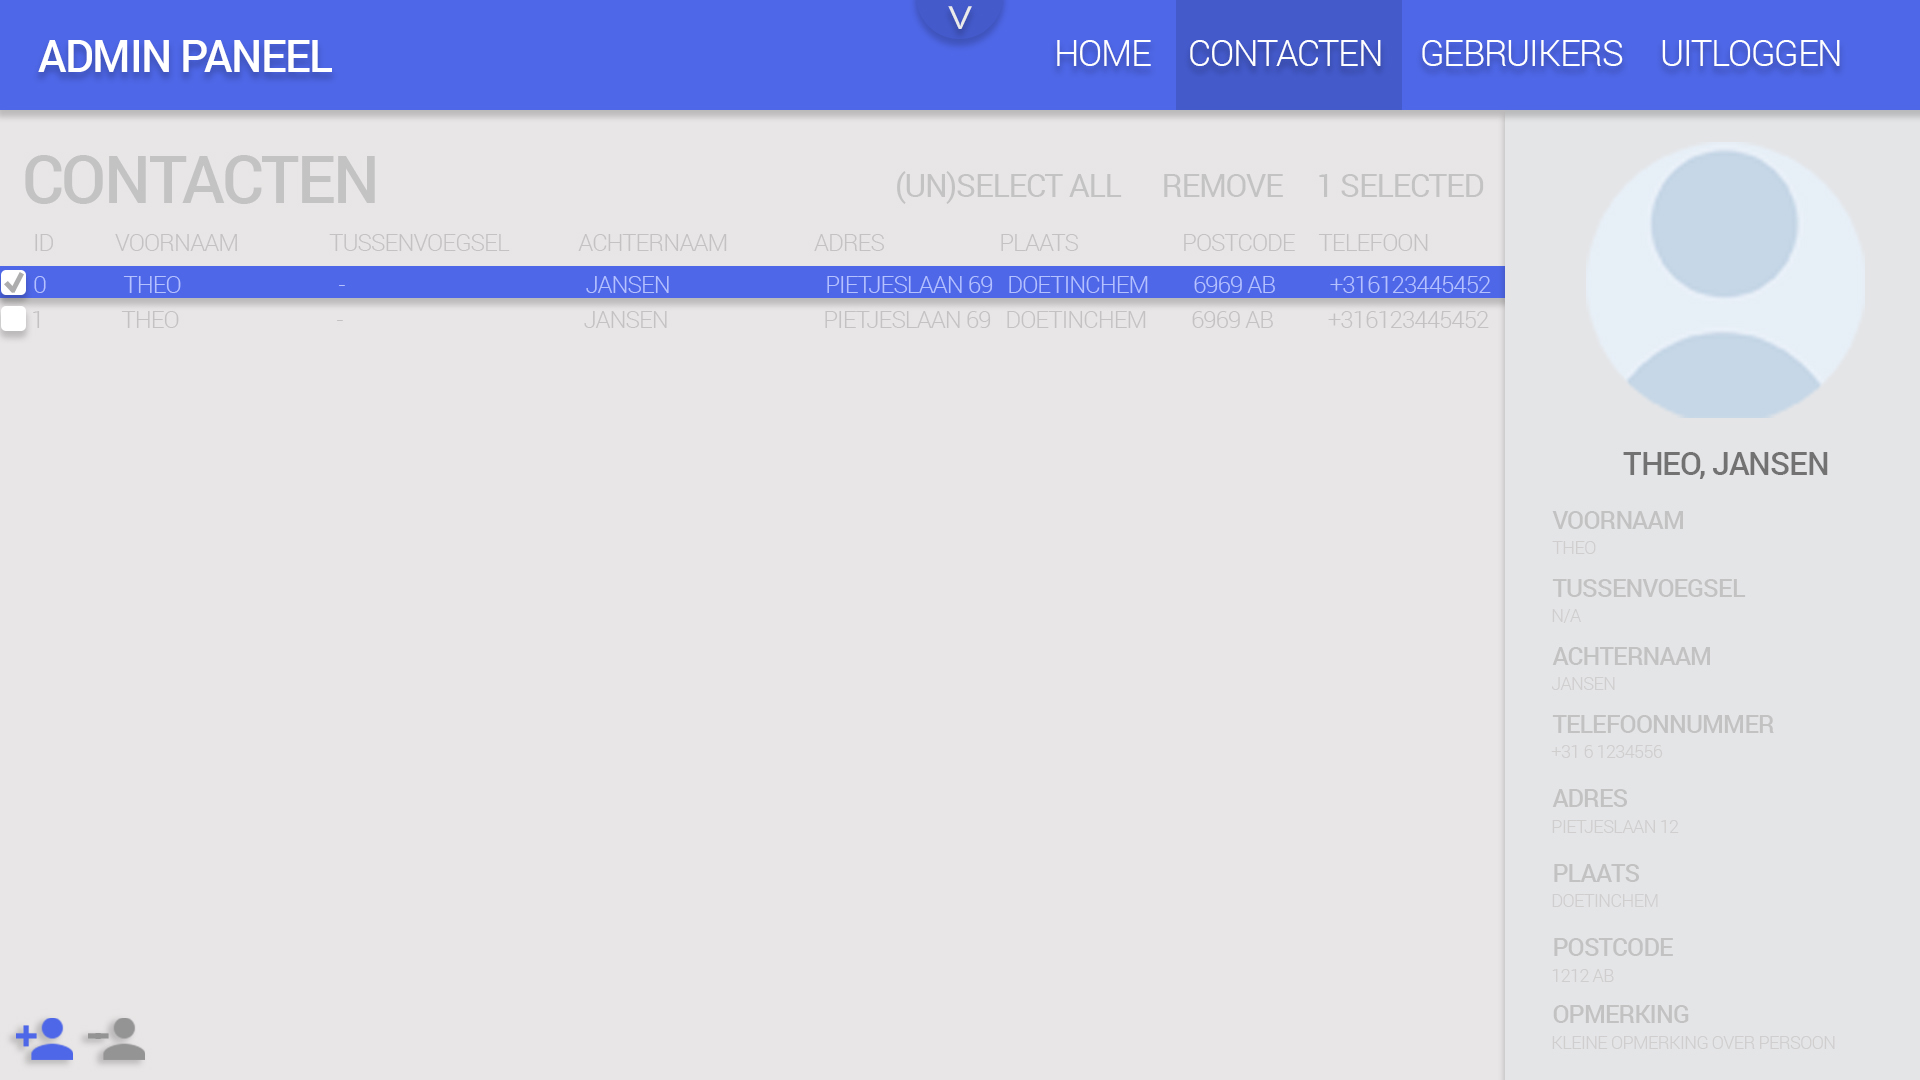 ADMIN PANEEL
V
HOME CONTACTEN GEBRUIKERS UITLOGGEN
CONTACTEN
(UN)SELECT ALL REMOVE 1 SELECTED
ID VOORNAAM TUSSENVOEGSEL ACHTERNAAM ADRES PLAATS POSTCODE TELEFOON
0 THEO - JANSEN PIETJESLAAN 69 DOETINCHEM 6969 AB +316123445452
1 THEO - JANSEN PIETJESLAAN 69 DOETINCHEM 6969 AB +316123445452
THEO, JANSEN
VOORNAAM
THEO
TUSSENVOEGSEL
N/A
ACHTERNAAM
JANSEN
TELEFOONNUMMER
+31 6 1234556
ADRES
PIETJESLAAN 12
PLAATS
DOETINCHEM
POSTCODE
1212 AB
OPMERKING
KLEINE OPMERKING OVER PERSOON